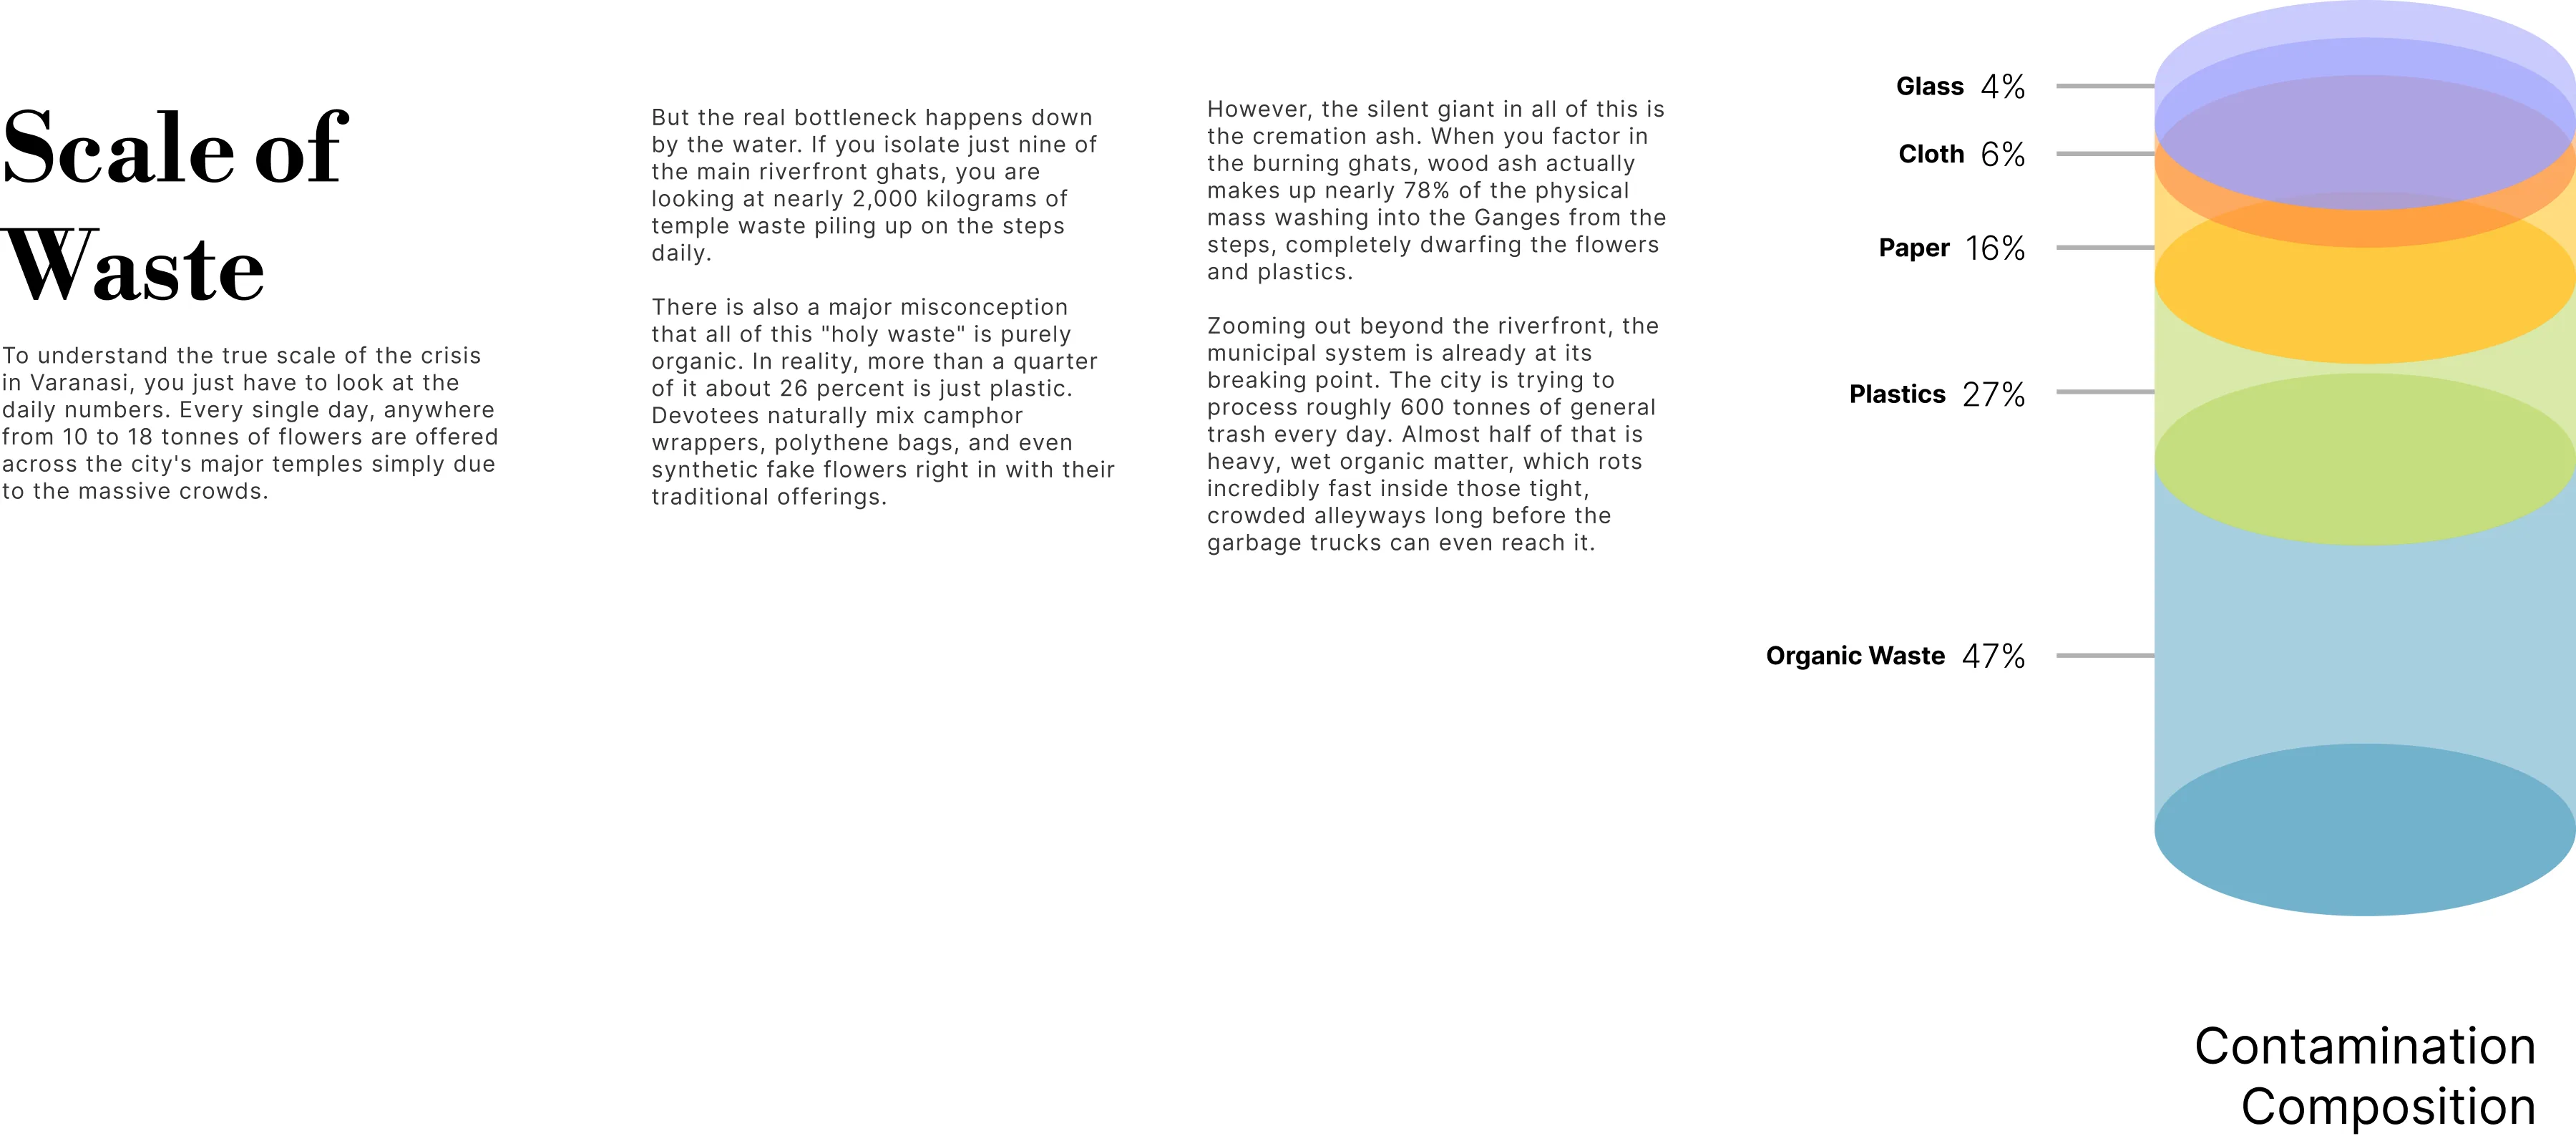 Scale of
Waste
To understand the true scale of the crisis
in Varanasi, you just have to look at the
daily numbers. Every single day, anywhere
from 10 to 18 tonnes of flowers are offered
across the city's major temples simply due
to the massive crowds.
But the real bottleneck happens down
by the water. If you isolate just nine of
the main riverfront ghats, you are
looking at nearly 2,000 kilograms of
temple waste piling up on the steps
daily.
There is also a major misconception
that all of this "holy waste" is purely
organic. In reality, more than a quarter
of it about 26 percent is just plastic.
Devotees naturally mix camphor
wrappers, polythene bags, and even
synthetic fake flowers right in with their
traditional offerings.
However, the silent giant in all of this is
the cremation ash. When you factor in
the burning ghats, wood ash actually
makes up nearly 78% of the physical
mass washing into the Ganges from the
steps, completely dwarfing the flowers
and plastics.
Zooming out beyond the riverfront, the
municipal system is already at its
breaking point. The city is trying to
process roughly 600 tonnes of general
trash every day. Almost half of that is
heavy, wet organic matter, which rots
incredibly fast inside those tight,
crowded alleyways long before the
garbage trucks can even reach it.
Glass 4%
Cloth 6%
Paper 16%
Plastics 27%
Organic Waste 47%
Contamination
Composition